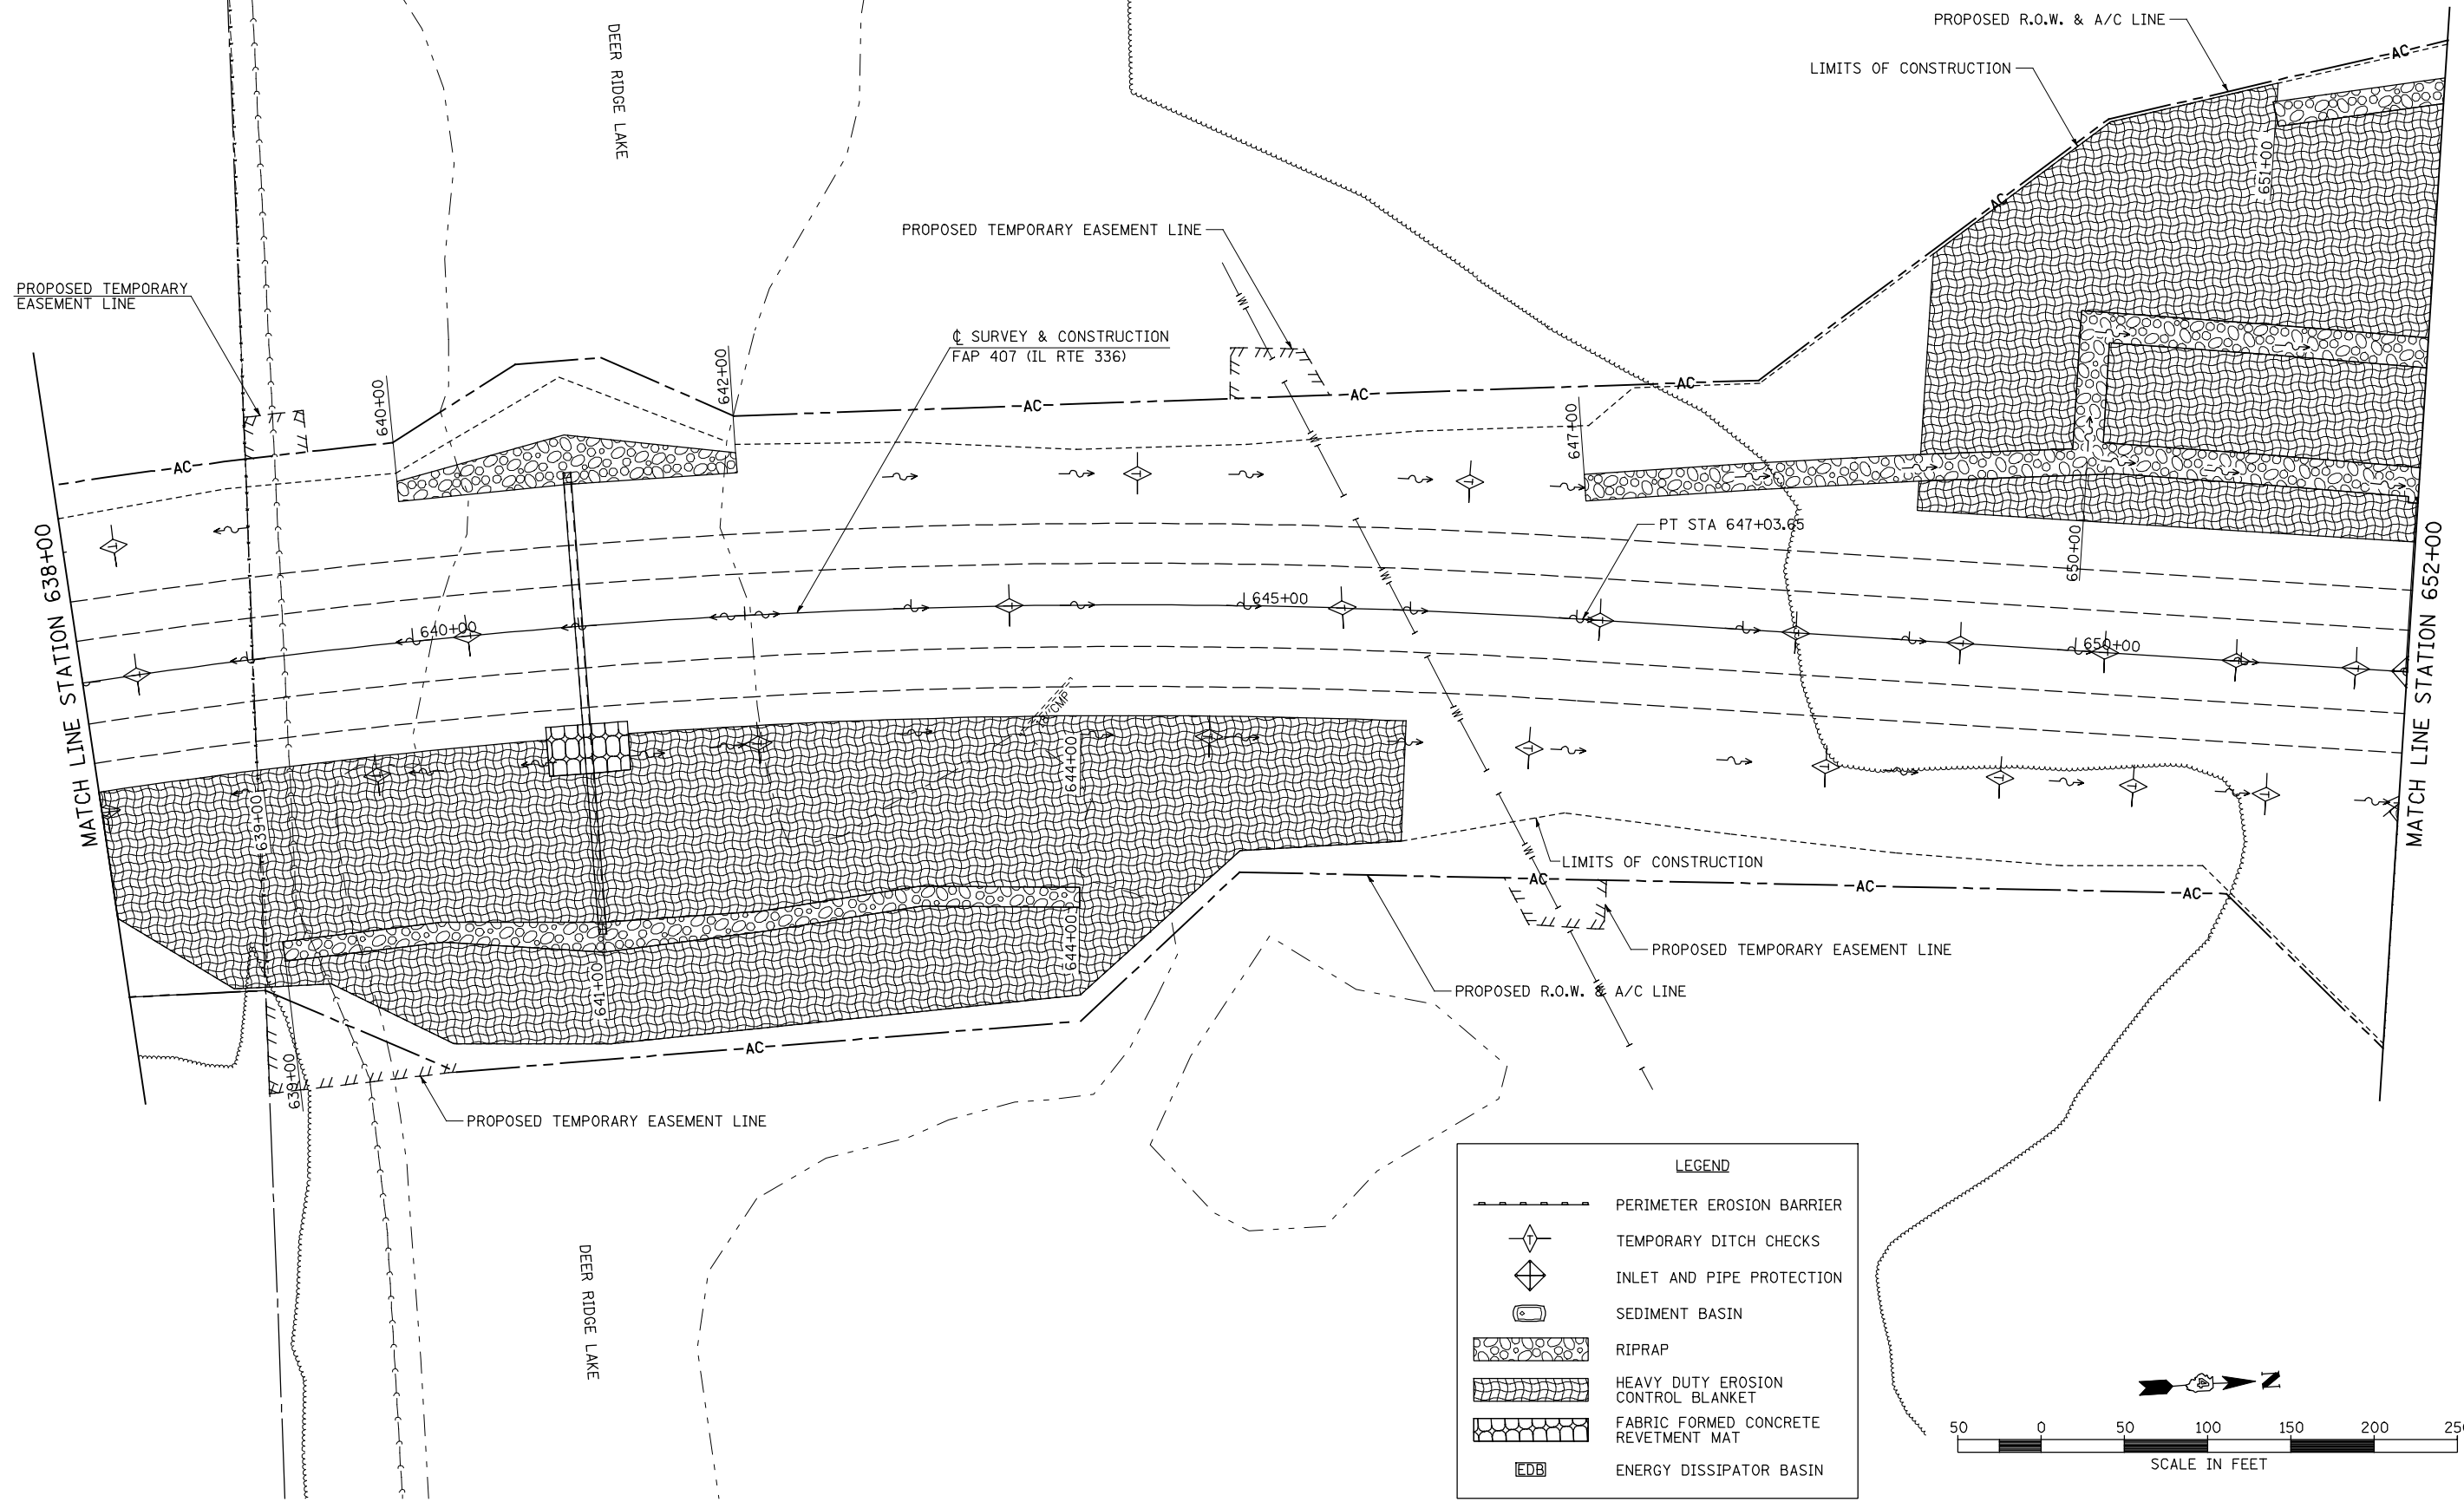 PROPOSED R.O.W. & A/C LINE
AC
LIMITS OF CONSTRUCTION
DEER RIDGE LAKE
651+00
AC
PROPOSED TEMPORARY EASEMENT LINE
W
PROPOSED TEMPORARY
EASEMENT LINE
℄ SURVEY & CONSTRUCTION
FAP 407 (IL RTE 336)
640+00
642+00
AC
AC
AC
AC
647+00
W
T
T
T
PT STA 647+03.65
650+00
MATCH LINE STATION 638+00
MATCH LINE STATION 652+00
W
640+00
645+00
650+00
T
T
T
T
T
T
T
T
T
T
W
644+00
T
T
T
T
T
T
T
T
W
639+00
W
LIMITS OF CONSTRUCTION
AC
AC
AC
644+00
641+00
PROPOSED TEMPORARY EASEMENT LINE
PROPOSED R.O.W. & A/C LINE
W
AC
639+00
PROPOSED TEMPORARY EASEMENT LINE
DEER RIDGE LAKE
LEGEND
PERIMETER EROSION BARRIER
T TEMPORARY DITCH CHECKS
INLET AND PIPE PROTECTION
SEDIMENT BASIN
RIPRAP
HEAVY DUTY EROSION
CONTROL BLANKET
FABRIC FORMED CONCRETE
REVETMENT MAT
EDB ENERGY DISSIPATOR BASIN
N
50 0 50 100 150 200
SCALE IN FEET